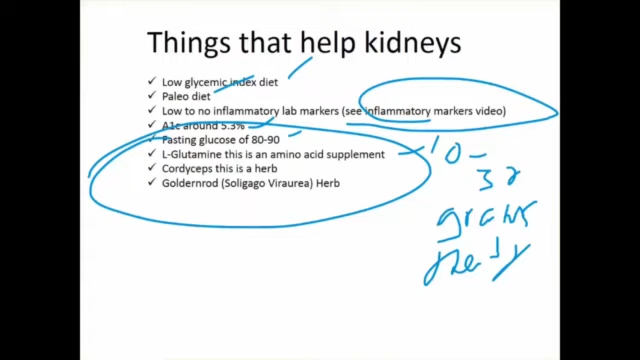 Things that help kidneys
✓ Low glycemic index diet
✓ Paleo diet
✓ Low to no inflammatory lab markers (see inflammatory markers video)
✓ A1c around 5.3%
✓ Fasting glucose of 80-90
✓ L-Glutamine this is an amino acid supplement
✓ Cordyceps this is a herb
✓ Goldernrod (Soligago Viraurea) Herb
10 -
grams